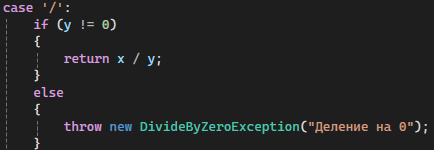 case '/':
if (y != 0)
{
return x / y;
}
else
{
throw new DivideByZeroException("Деление на 0");
}